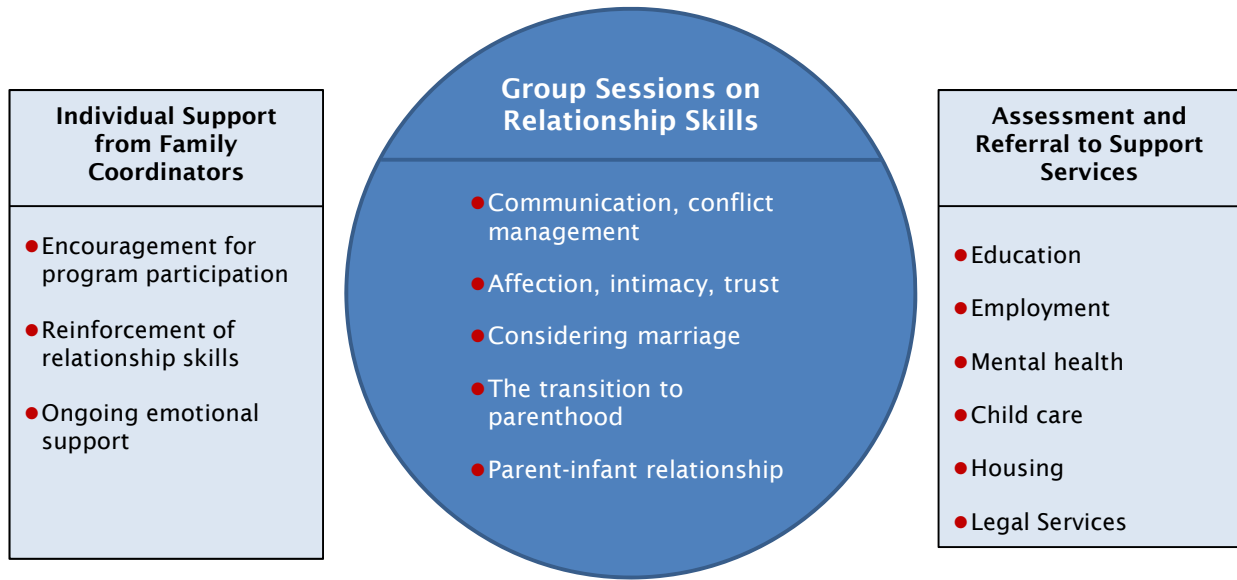 Individual Support
from Family
Coordinators
●Encouragement for
program participation
●Reinforcement of
relationship skills
●Ongoing emotional
support
Group Sessions on
Relationship Skills
●Communication, conflict
management
●Affection, intimacy, trust
●Considering marriage
●The transition to
parenthood
●Parent-infant relationship
Assessment and
Referral to Support
Services
●Education
●Employment
●Mental health
●Child care
●Housing
●Legal Services